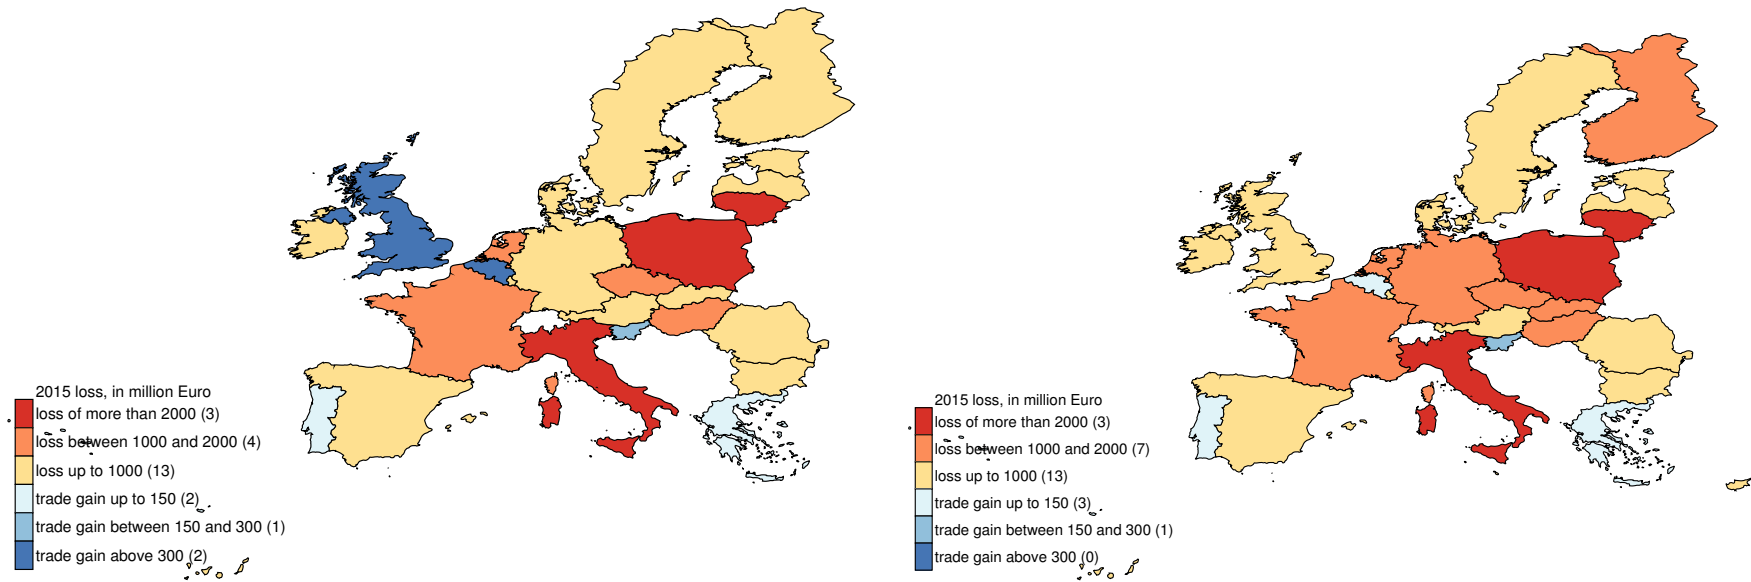 2015 loss, in million Euro
loss of more than 2000 (3)
loss between 1000 and 2000 (4)
loss up to 1000 (13)
trade gain up to 150 (2)
trade gain between 150 and 300 (1)
trade gain above 300 (2)
2015 loss, in million Euro
loss of more than 2000 (3)
loss between 1000 and 2000 (7)
loss up to 1000 (13)
trade gain up to 150 (3)
trade gain between 150 and 300 (1)
trade gain above 300 (0)